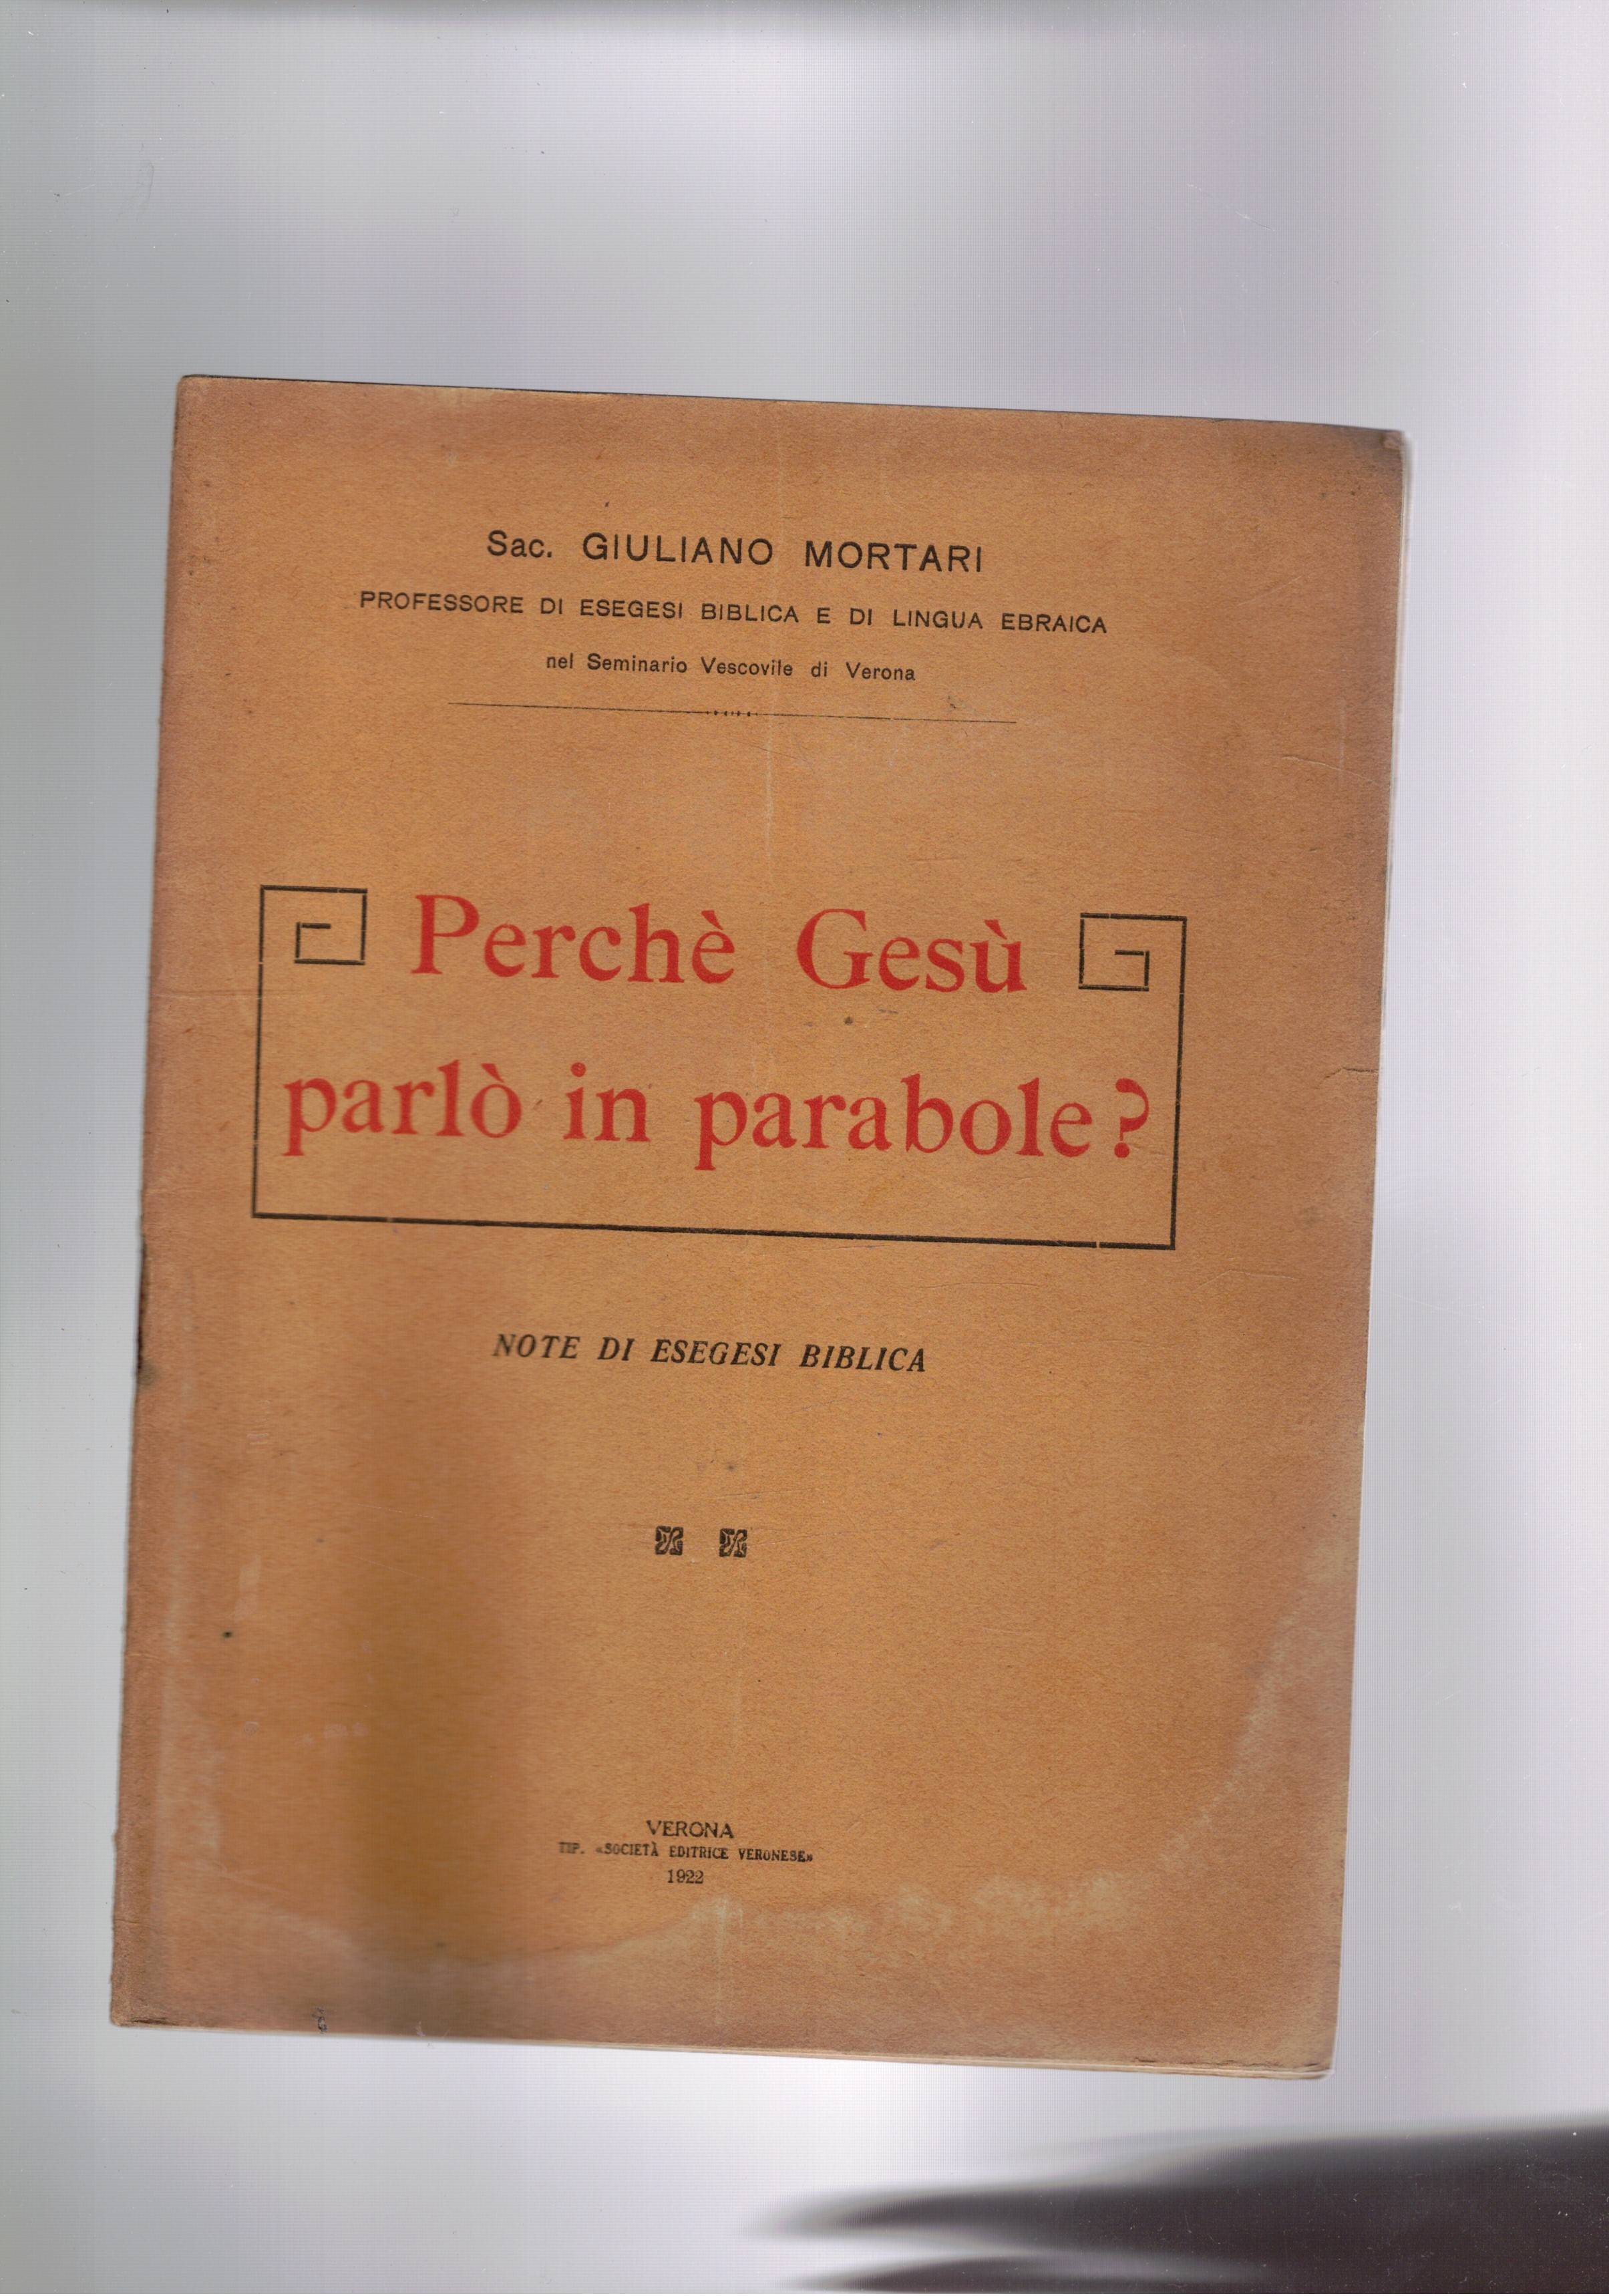 Sac. GIULIANO MORTARI
PROFESSORE DI ESEGESI BIBLICA E DI LINGUA EBRAICA
nel Seminario Vescovile di Verona
Perchè Gesù
parlò in parabole?
NOTE DI ESEGESI BIBLICA
VERONA
TIP. «SOCIETÀ EDITRICE VERONESE»
1922